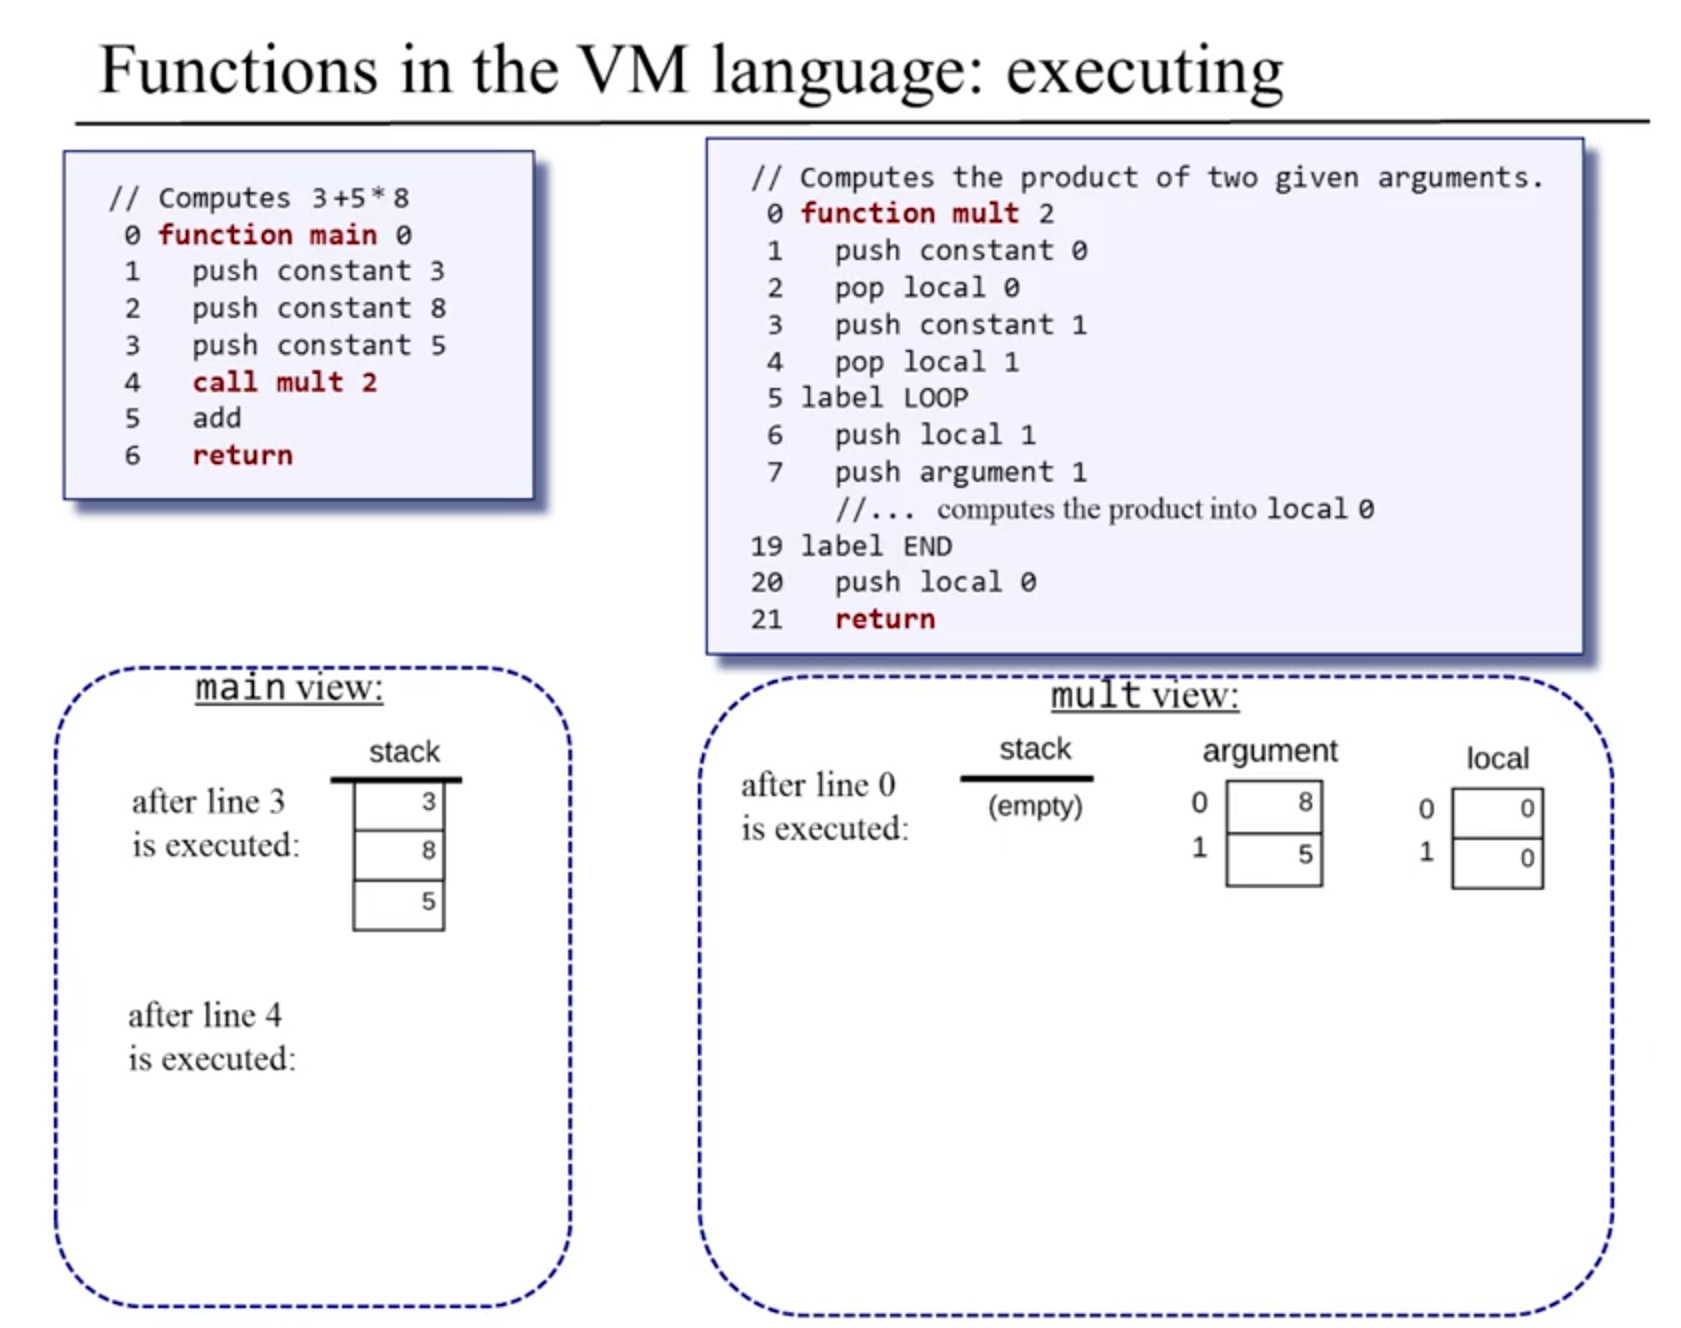 Functions in the VM language: executing
// Computes 3+5*8
0 function main 0
1 push constant 3
2 push constant 8
3 push constant 5
4 call mult 2
5 add
6 return
// Computes the product of two given arguments.
0 function mult 2
1 push constant 0
2 pop local 0
3 push constant 1
4 pop local 1
5 label LOOP
6 push local 1
7 push argument 1
//... computes the product into local 0
19 label END
20 push local 0
21 return
main view:
stack
after line 3
is executed:
3
8
5
after line 4
is executed:
mult view:
after line 0
is executed:
stack
(empty)
argument
0 8
1 5
local
0 0
1 0